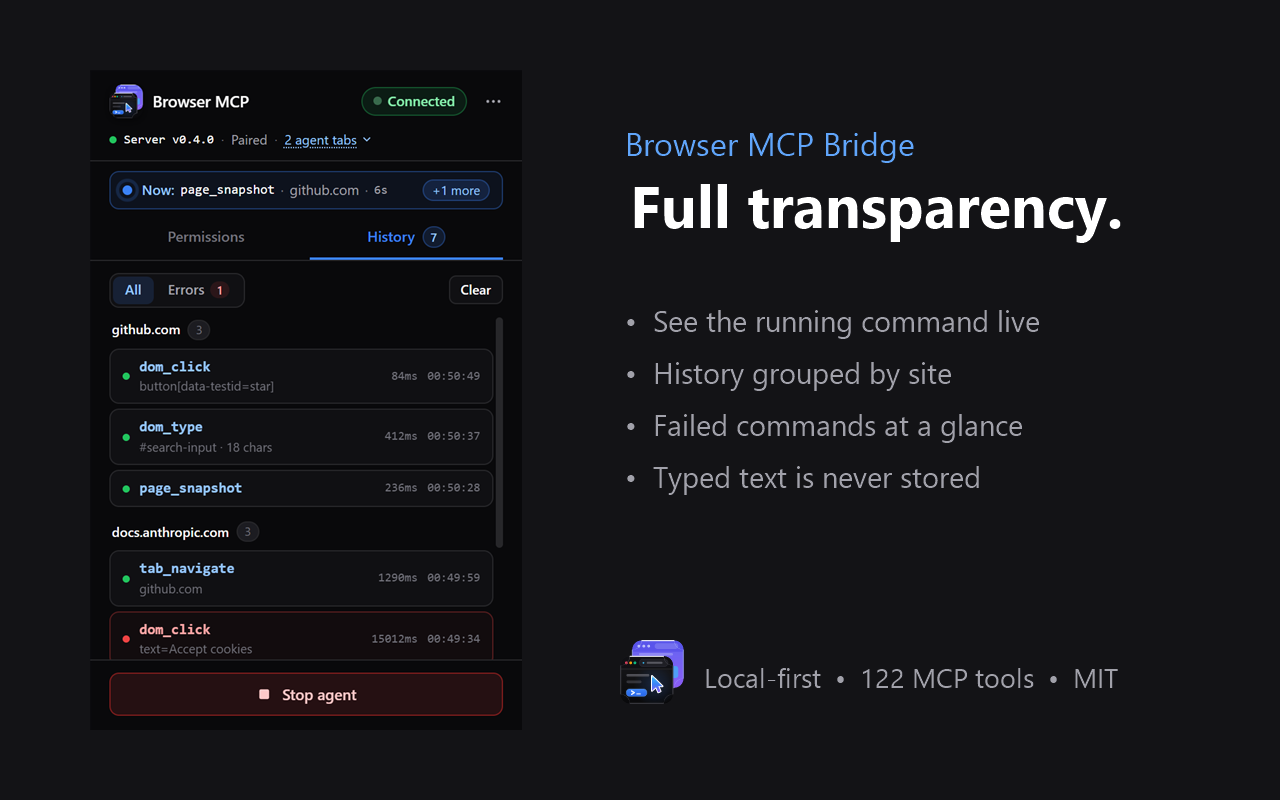 Browser MCP
Connected
Server v0.4.0 · Paired · 2 agent tabs
Now: page_snapshot · github.com · 6s +1 more
Permissions
History 7
All
Errors 1
Clear
github.com 3
dom_click
button[data-testid=star]
84ms 00:50:49
dom_type
#search-input · 18 chars
412ms 00:50:37
page_snapshot
236ms 00:50:28
docs.anthropic.com 3
tab_navigate
github.com
1290ms 00:49:59
dom_click
text=Accept cookies
15012ms 00:49:34
Stop agent
Browser MCP Bridge
Full transparency.
• See the running command live
• History grouped by site
• Failed commands at a glance
• Typed text is never stored
Local-first • 122 MCP tools • MIT